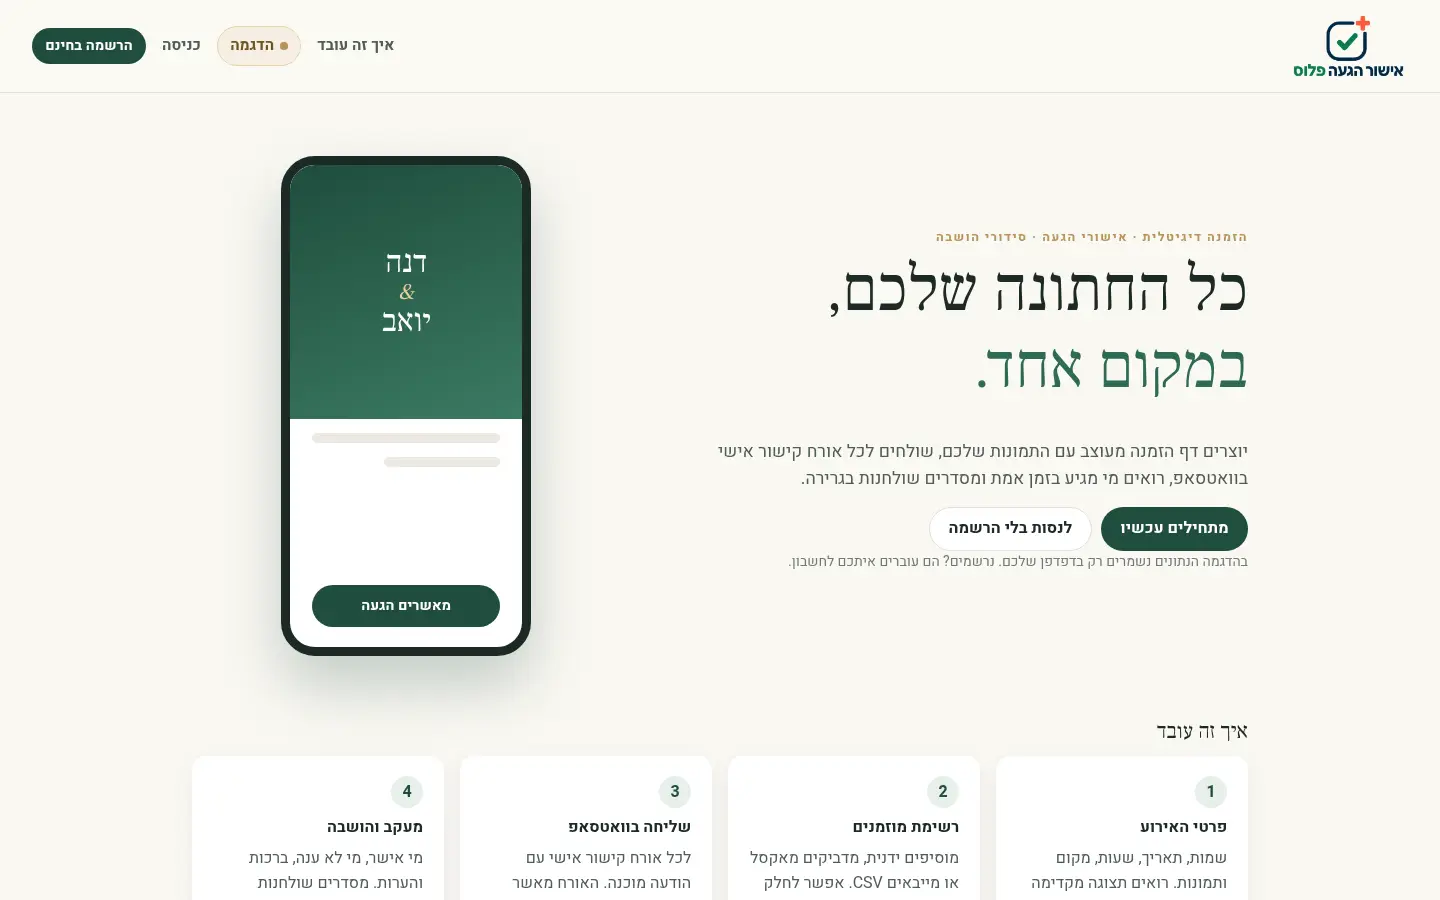 אישור הגעה פלוס
איך זה עובד
הדגמה
כניסה
הרשמה בחינם
הזמנה דיגיטלית · אישורי הגעה · סידורי הושבה
כל החתונה שלכם,
במקום אחד.
יוצרים דף הזמנה מעוצב עם התמונות שלכם, שולחים לכל אורח קישור אישי
בוואטסאפ, רואים מי מגיע בזמן אמת ומסדרים שולחנות בגרירה.
מתחילים עכשיו
לנסות בלי הרשמה
בהדגמה הנתונים נשמרים רק בדפדפן שלכם. נרשמים? הם עוברים איתכם לחשבון.
דנה
&
יואב
מאשרים הגעה
איך זה עובד
1
פרטי האירוע
שמות, תאריך, שעות, מקום
ותמונות. רואים תצוגה מקדימה
2
רשימת מוזמנים
מוסיפים ידנית, מדביקים מאקסל
או מייבאים CSV. אפשר לחלק
3
שליחה בוואטסאפ
לכל אורח קישור אישי עם
הודעה מוכנה. האורח מאשר
4
מעקב והושבה
מי אישר, מי לא ענה, ברכות
והערות. מסדרים שולחנות